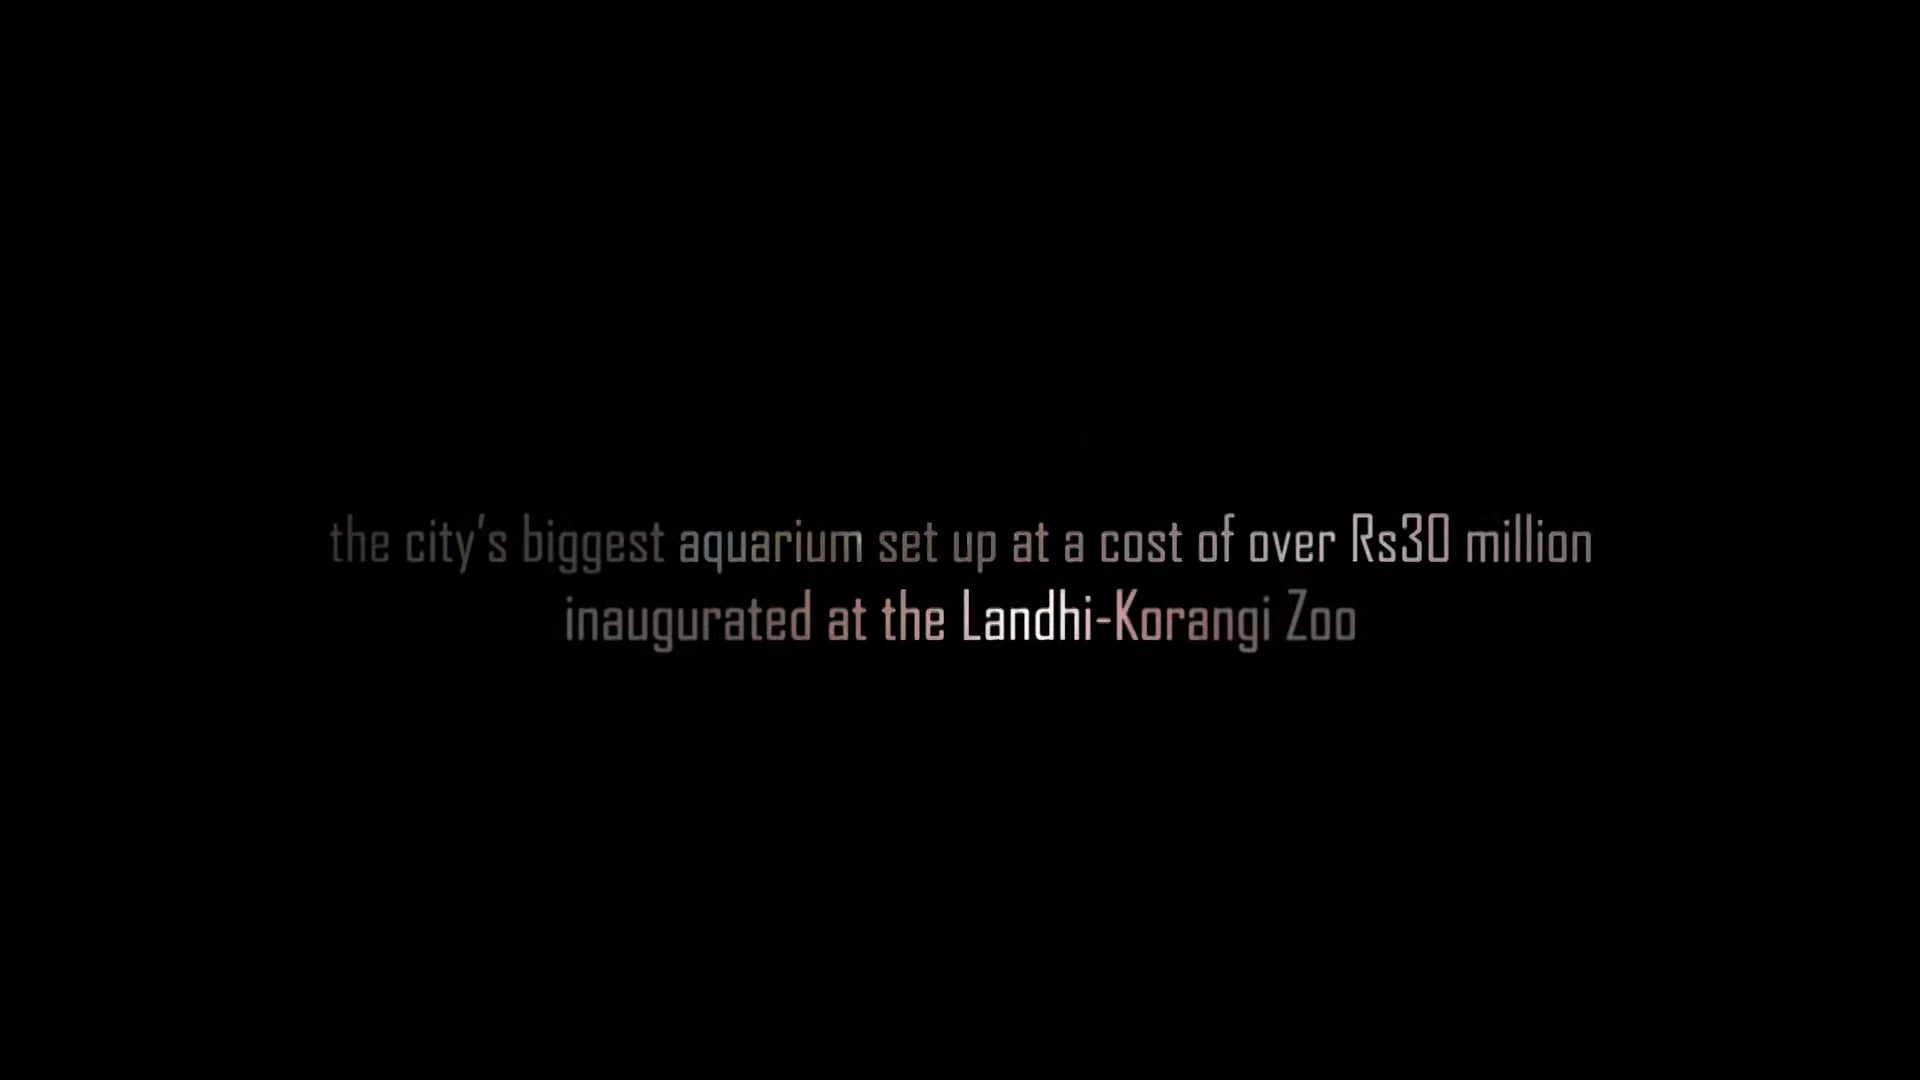 the city's biggest aquarium set up at a cost of over Rs30 million
inaugurated at the Landhi-Korangi Zoo